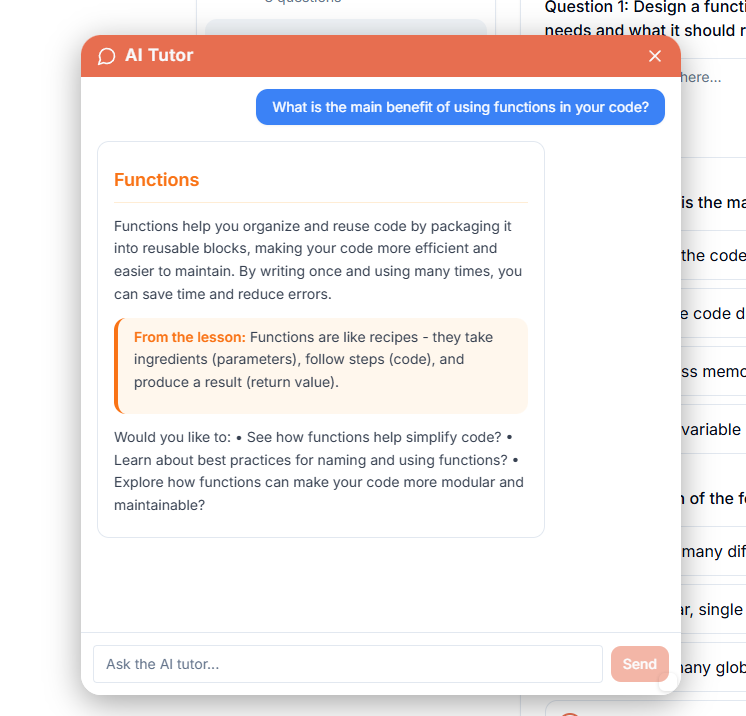 5 questions
Question 1: Design a functi
needs and what it should r
here...
AI Tutor
What is the main benefit of using functions in your code?
Functions
Functions help you organize and reuse code by packaging it
into reusable blocks, making your code more efficient and
easier to maintain. By writing once and using many times, you
can save time and reduce errors.
From the lesson: Functions are like recipes - they take
ingredients (parameters), follow steps (code), and
produce a result (return value).
Would you like to: • See how functions help simplify code? •
Learn about best practices for naming and using functions? •
Explore how functions can make your code more modular and
maintainable?
Ask the AI tutor...
Send
is the ma
the code
e code d
ss memo
variable
n of the f
many dif
ar, single
many glob